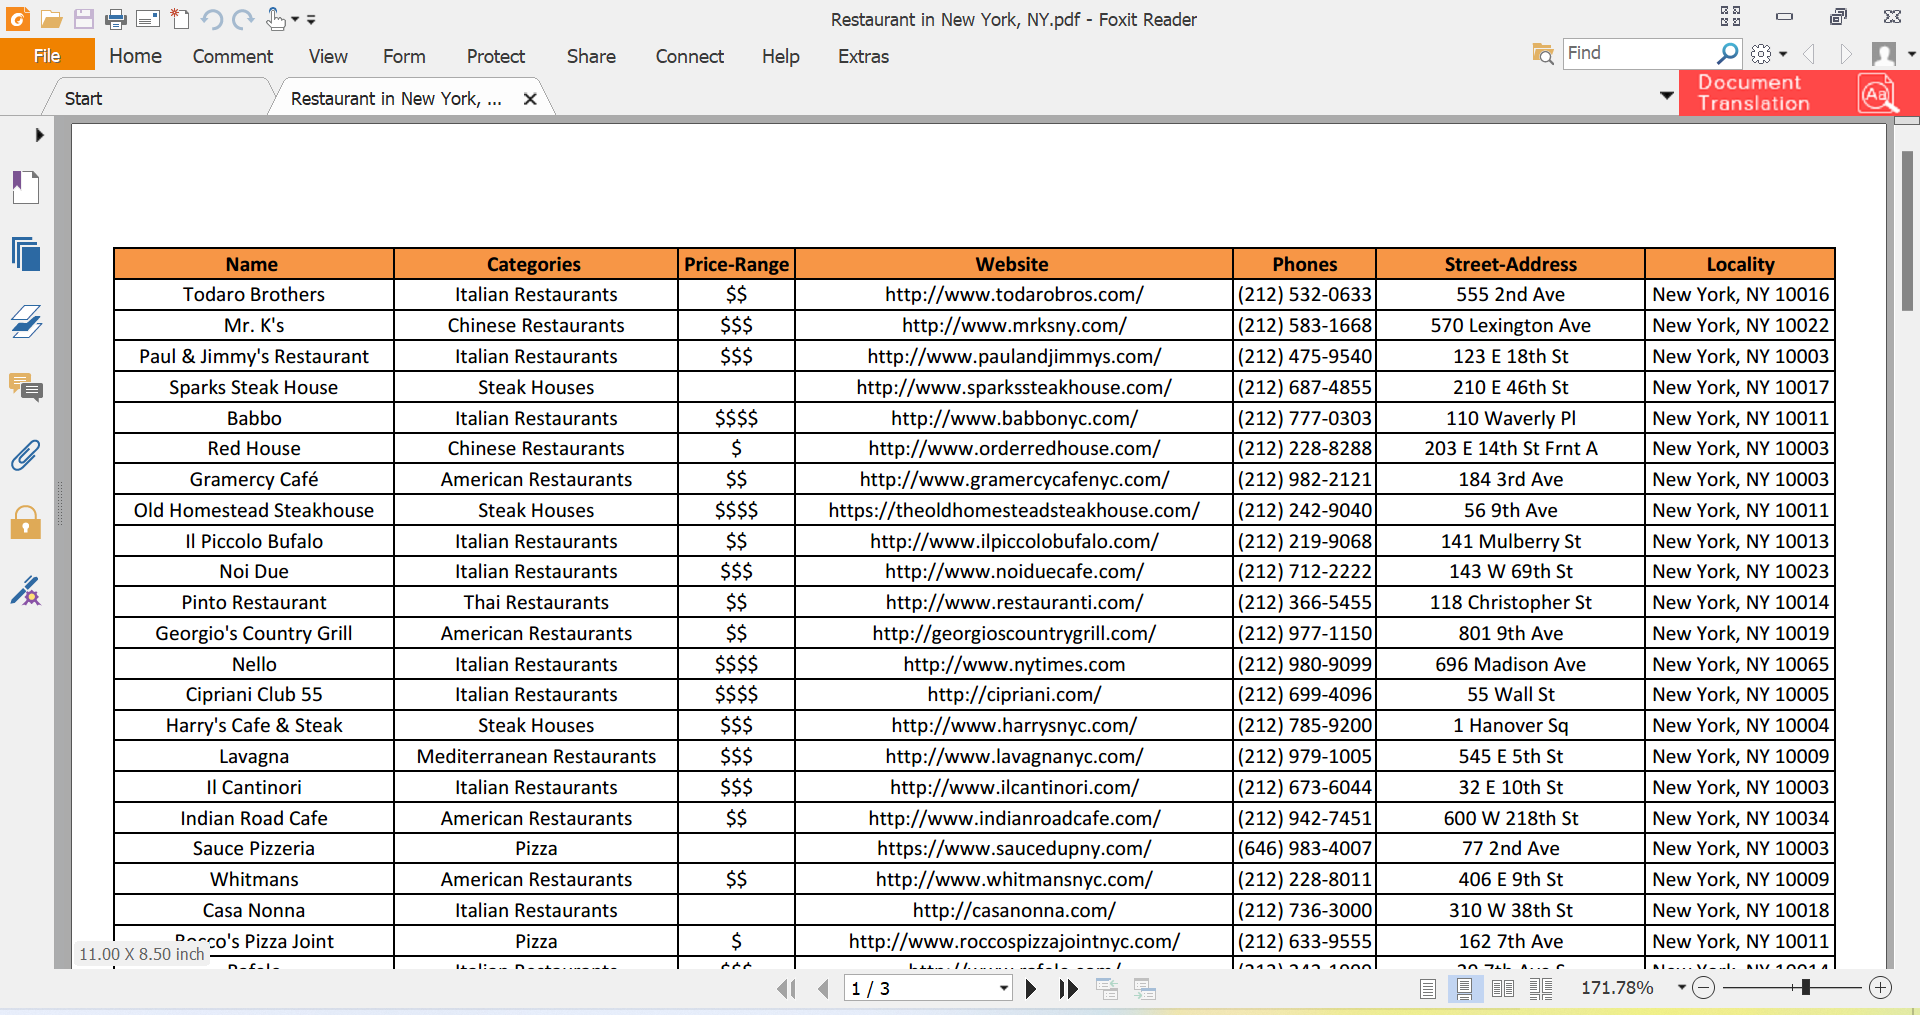 Restaurant in New York, NY.pdf - Foxit Reader
File Home Comment View Form Protect Share Connect Help Extras Find
Start Restaurant in New York, ... Document
Translation
Name Categories Price-Range Website Phones Street-Address Locality
Todaro Brothers Italian Restaurants $$ http://www.todarobros.com/ (212) 532-0633 555 2nd Ave New York, NY 10016
Mr. K's Chinese Restaurants $$$ http://www.mrksny.com/ (212) 583-1668 570 Lexington Ave New York, NY 10022
Paul & Jimmy's Restaurant Italian Restaurants $$$ http://www.paulandjimmys.com/ (212) 475-9540 123 E 18th St New York, NY 10003
Sparks Steak House Steak Houses http://www.sparkssteakhouse.com/ (212) 687-4855 210 E 46th St New York, NY 10017
Babbo Italian Restaurants $$$$ http://www.babbonyc.com/ (212) 777-0303 110 Waverly Pl New York, NY 10011
Red House Chinese Restaurants $ http://www.orderredhouse.com/ (212) 228-8288 203 E 14th St Frnt A New York, NY 10003
Gramercy Café American Restaurants $$ http://www.gramercycafenyc.com/ (212) 982-2121 184 3rd Ave New York, NY 10003
Old Homestead Steakhouse Steak Houses $$$$ https://theoldhomesteadsteakhouse.com/ (212) 242-9040 56 9th Ave New York, NY 10011
Il Piccolo Bufalo Italian Restaurants $$ http://www.ilpiccolobufalo.com/ (212) 219-9068 141 Mulberry St New York, NY 10013
Noi Due Italian Restaurants $$$ http://www.noiduecafe.com/ (212) 712-2222 143 W 69th St New York, NY 10023
Pinto Restaurant Thai Restaurants $$ http://www.restauranti.com/ (212) 366-5455 118 Christopher St New York, NY 10014
Georgio's Country Grill American Restaurants $$ http://georgioscountrygrill.com/ (212) 977-1150 801 9th Ave New York, NY 10019
Nello Italian Restaurants $$$$ http://www.nytimes.com (212) 980-9099 696 Madison Ave New York, NY 10065
Cipriani Club 55 Italian Restaurants $$$$ http://cipriani.com/ (212) 699-4096 55 Wall St New York, NY 10005
Harry's Cafe & Steak Steak Houses $$$ http://www.harrysnyc.com/ (212) 785-9200 1 Hanover Sq New York, NY 10004
Lavagna Mediterranean Restaurants $$$ http://www.lavagnanyc.com/ (212) 979-1005 545 E 5th St New York, NY 10009
Il Cantinori Italian Restaurants $$$ http://www.ilcantinori.com/ (212) 673-6044 32 E 10th St New York, NY 10003
Indian Road Cafe American Restaurants $$ http://www.indianroadcafe.com/ (212) 942-7451 600 W 218th St New York, NY 10034
Sauce Pizzeria Pizza https://www.saucedupny.com/ (646) 983-4007 77 2nd Ave New York, NY 10003
Whitmans American Restaurants $$ http://www.whitmansnyc.com/ (212) 228-8011 406 E 9th St New York, NY 10009
Casa Nonna Italian Restaurants http://casanonna.com/ (212) 736-3000 310 W 38th St New York, NY 10018
Rocco's Pizza Joint Pizza $ http://www.roccospizzajointnyc.com/ (212) 633-9555 162 7th Ave New York, NY 10011
11.00 X 8.50 inch
1 / 3 171.78%